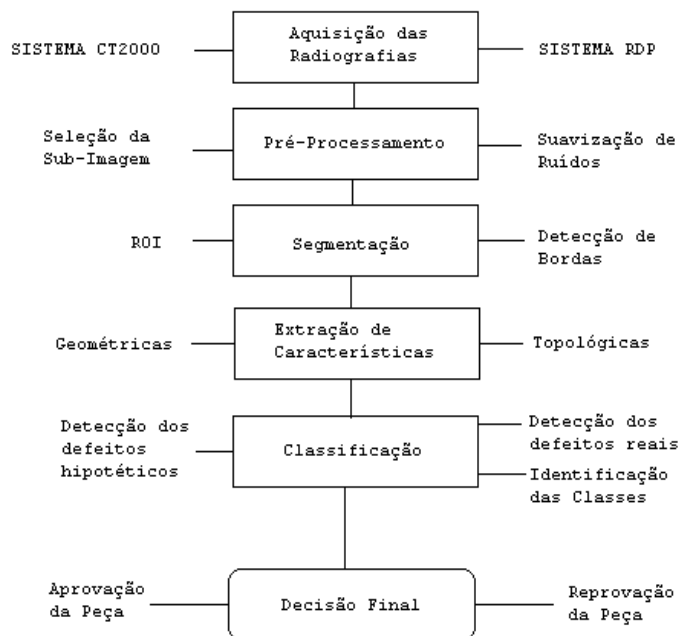 Aquisição das
Radiografias
SISTEMA CT2000
SISTEMA RDP
Seleção da
Sub-Imagem
Pré-Processamento
Suavização de
Ruídos
ROI
Segmentação
Detecção de
Bordas
Geométricas
Extração de
Características
Topológicas
Detecção dos
defeitos
hipotéticos
Classificação
Detecção dos
defeitos reais
Identificação
das Classes
Aprovação
da Peça
Decisão Final
Reprovação
da Peça